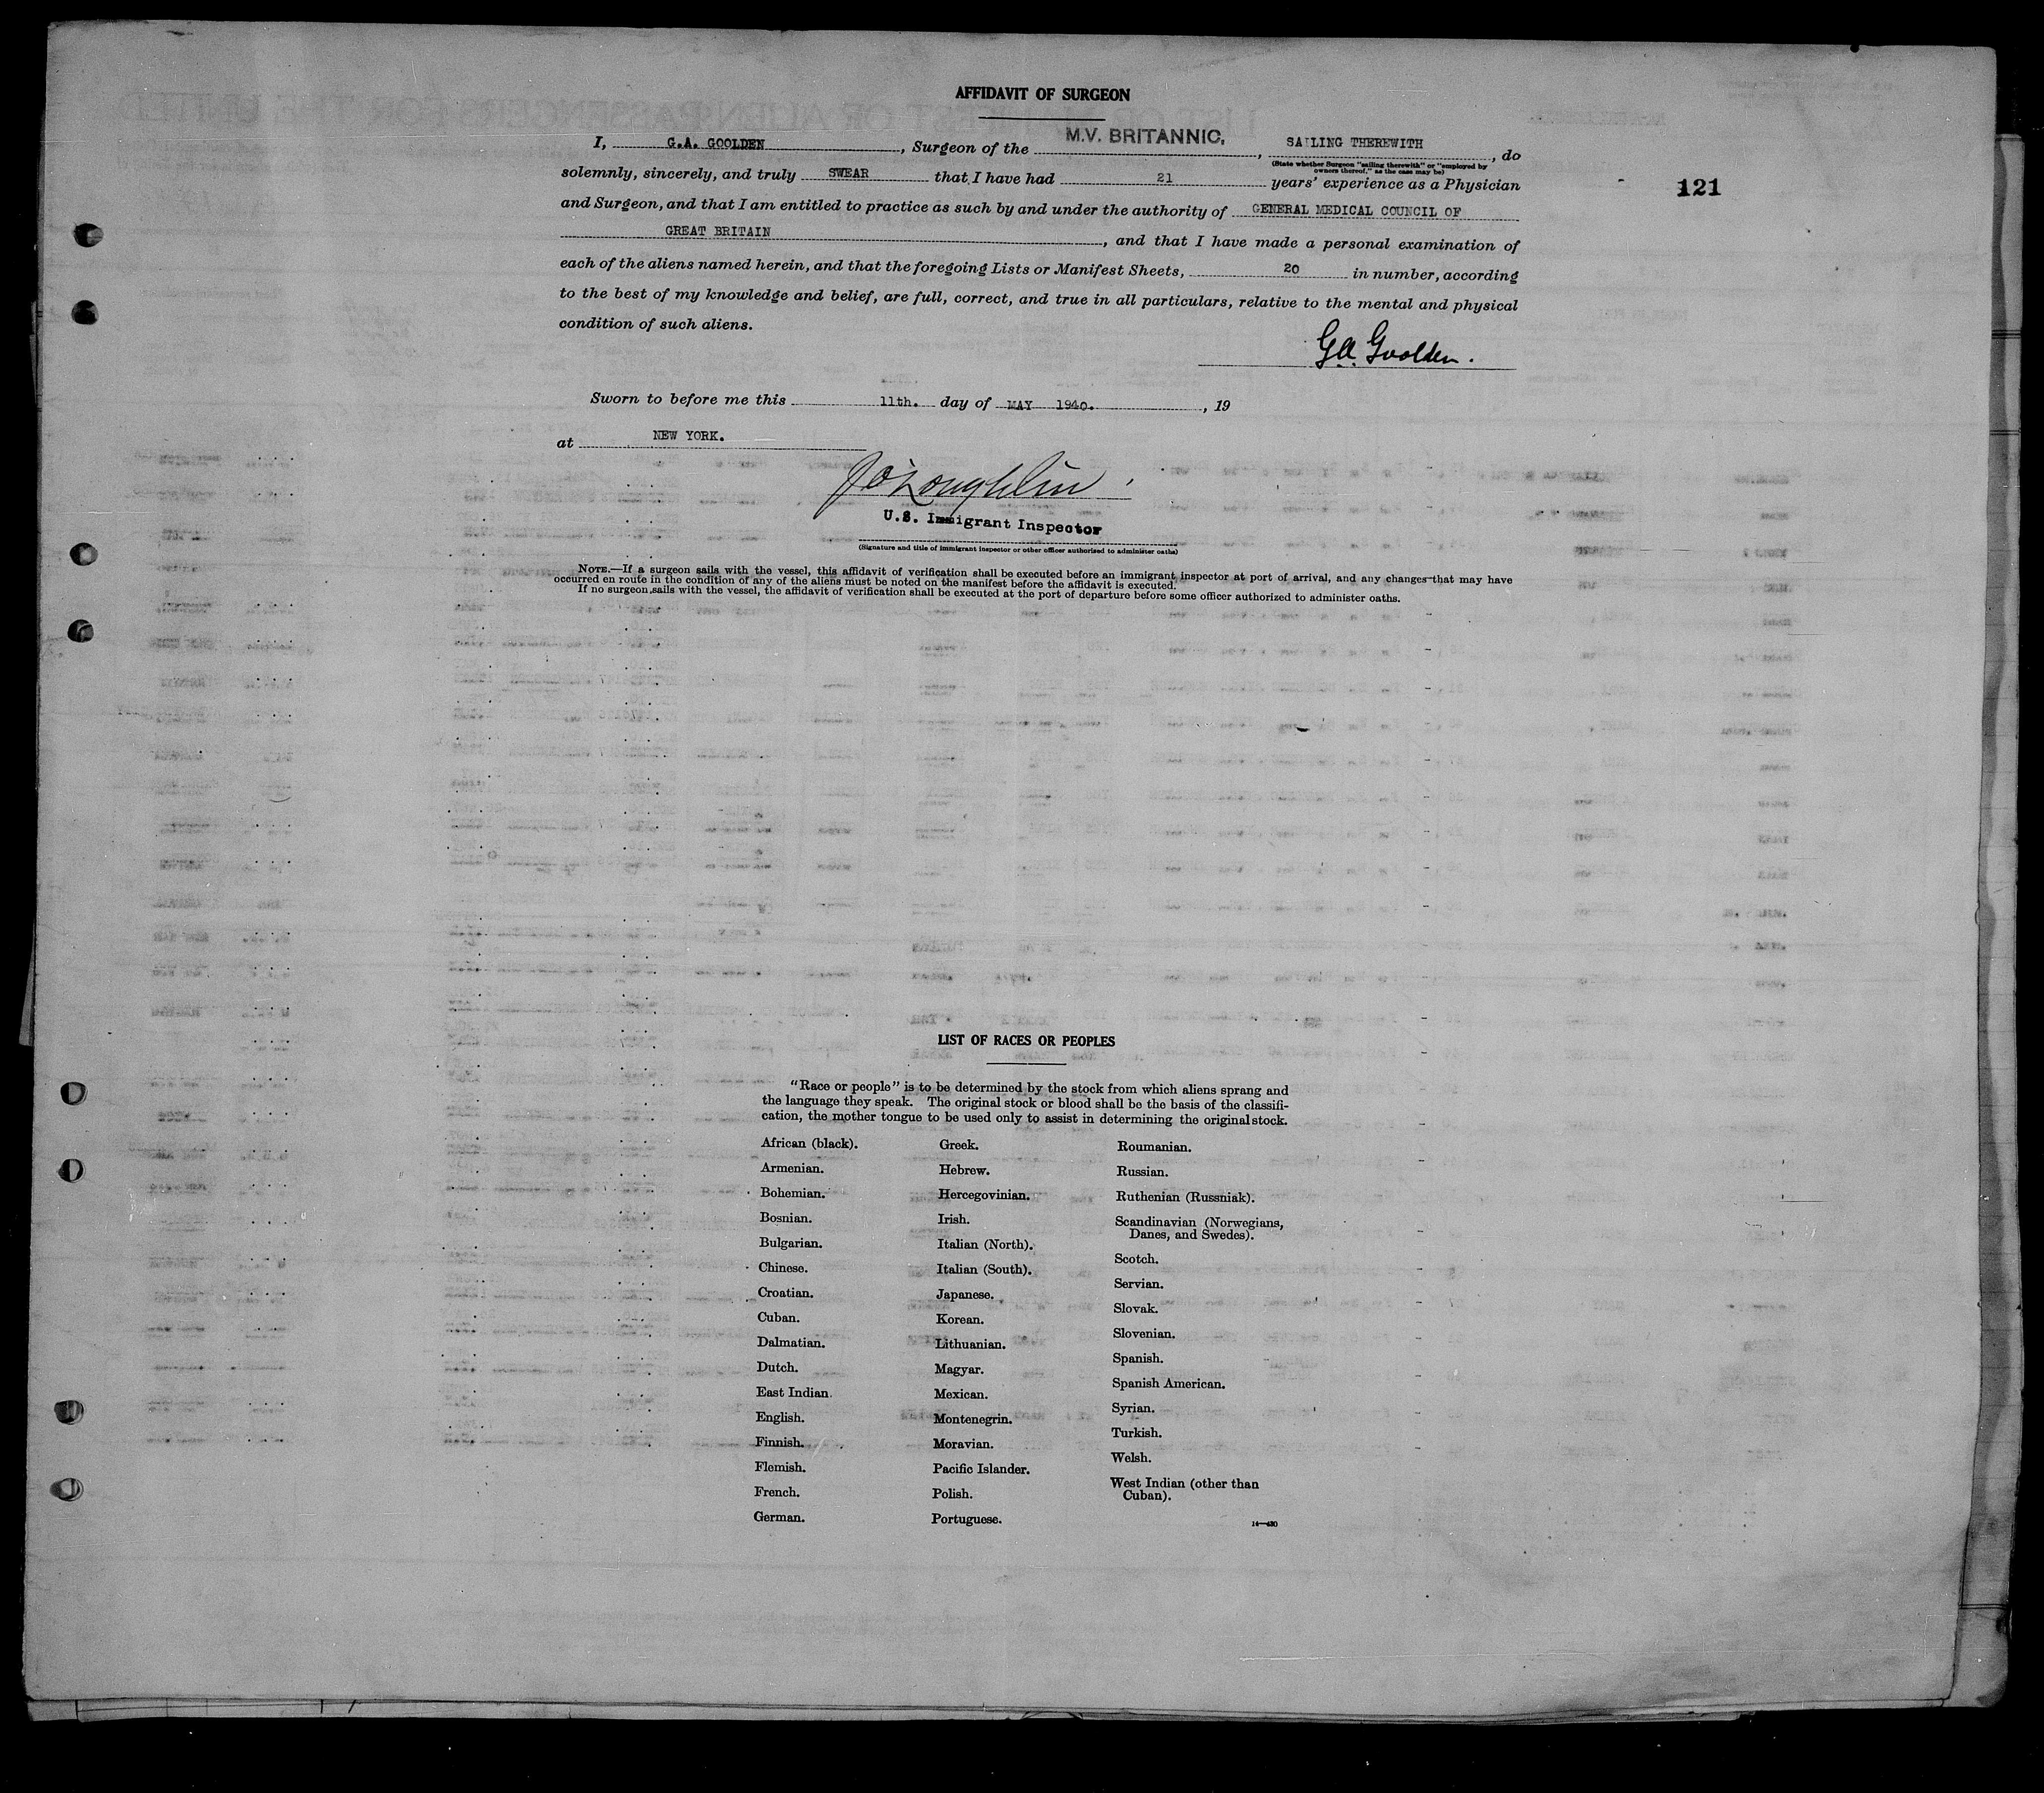 AFFIDAVIT OF SURGEON
I, G.A. GOOLDEN, Surgeon of the M.V. BRITANNIC, SAILING THEREWITH, do
(State whether Surgeon "sailing therewith" or "employed by
owners thereof," as the case may be)
solemnly, sincerely, and truly SWEAR that I have had 21 years' experience as a Physician
121
and Surgeon, and that I am entitled to practice as such by and under the authority of GENERAL MEDICAL COUNCIL OF
GREAT BRITAIN, and that I have made a personal examination of
each of the aliens named herein, and that the foregoing Lists or Manifest Sheets, 20 in number, according
to the best of my knowledge and belief, are full, correct, and true in all particulars, relative to the mental and physical
condition of such aliens.
G.A. Goolden.
Sworn to before me this 11th. day of MAY 1940., 19
at NEW YORK.
J O'Loughlin
U.S. Immigrant Inspector
(Signature and title of immigrant inspector or other officer authorized to administer oaths)
NOTE.—If a surgeon sails with the vessel, this affidavit of verification shall be executed before an immigrant inspector at port of arrival, and any changes that may have
occurred en route in the condition of any of the aliens must be noted on the manifest before the affidavit is executed.
If no surgeon sails with the vessel, the affidavit of verification shall be executed at the port of departure before some officer authorized to administer oaths.
LIST OF RACES OR PEOPLES
"Race or people" is to be determined by the stock from which aliens sprang and
the language they speak. The original stock or blood shall be the basis of the classifi-
cation, the mother tongue to be used only to assist in determining the original stock.
African (black).
Armenian.
Bohemian.
Bosnian.
Bulgarian.
Chinese.
Croatian.
Cuban.
Dalmatian.
Dutch.
East Indian.
English.
Finnish.
Flemish.
French.
German.
Greek.
Hebrew.
Hercegovinian.
Irish.
Italian (North).
Italian (South).
Japanese.
Korean.
Lithuanian.
Magyar.
Mexican.
Montenegrin.
Moravian.
Pacific Islander.
Polish.
Portuguese.
Roumanian.
Russian.
Ruthenian (Russniak).
Scandinavian (Norwegians,
Danes, and Swedes).
Scotch.
Servian.
Slovak.
Slovenian.
Spanish.
Spanish American.
Syrian.
Turkish.
Welsh.
West Indian (other than
Cuban).
14—430